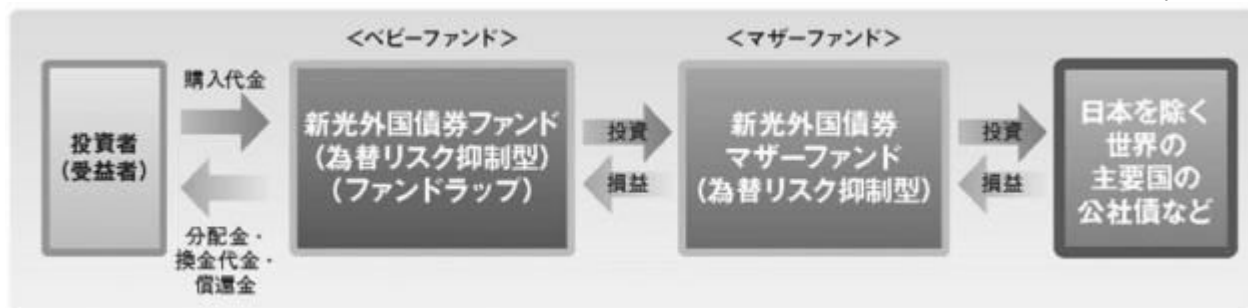 <ベビーファンド>
<マザーファンド>
購入代金
投資者
(受益者)
分配金・
換金代金・
償還金
新光外国債券ファンド
(為替リスク抑制型)
(ファンドラップ)
投資
損益
新光外国債券
マザーファンド
(為替リスク抑制型)
投資
損益
日本を除く
世界の
主要国の
公社債など